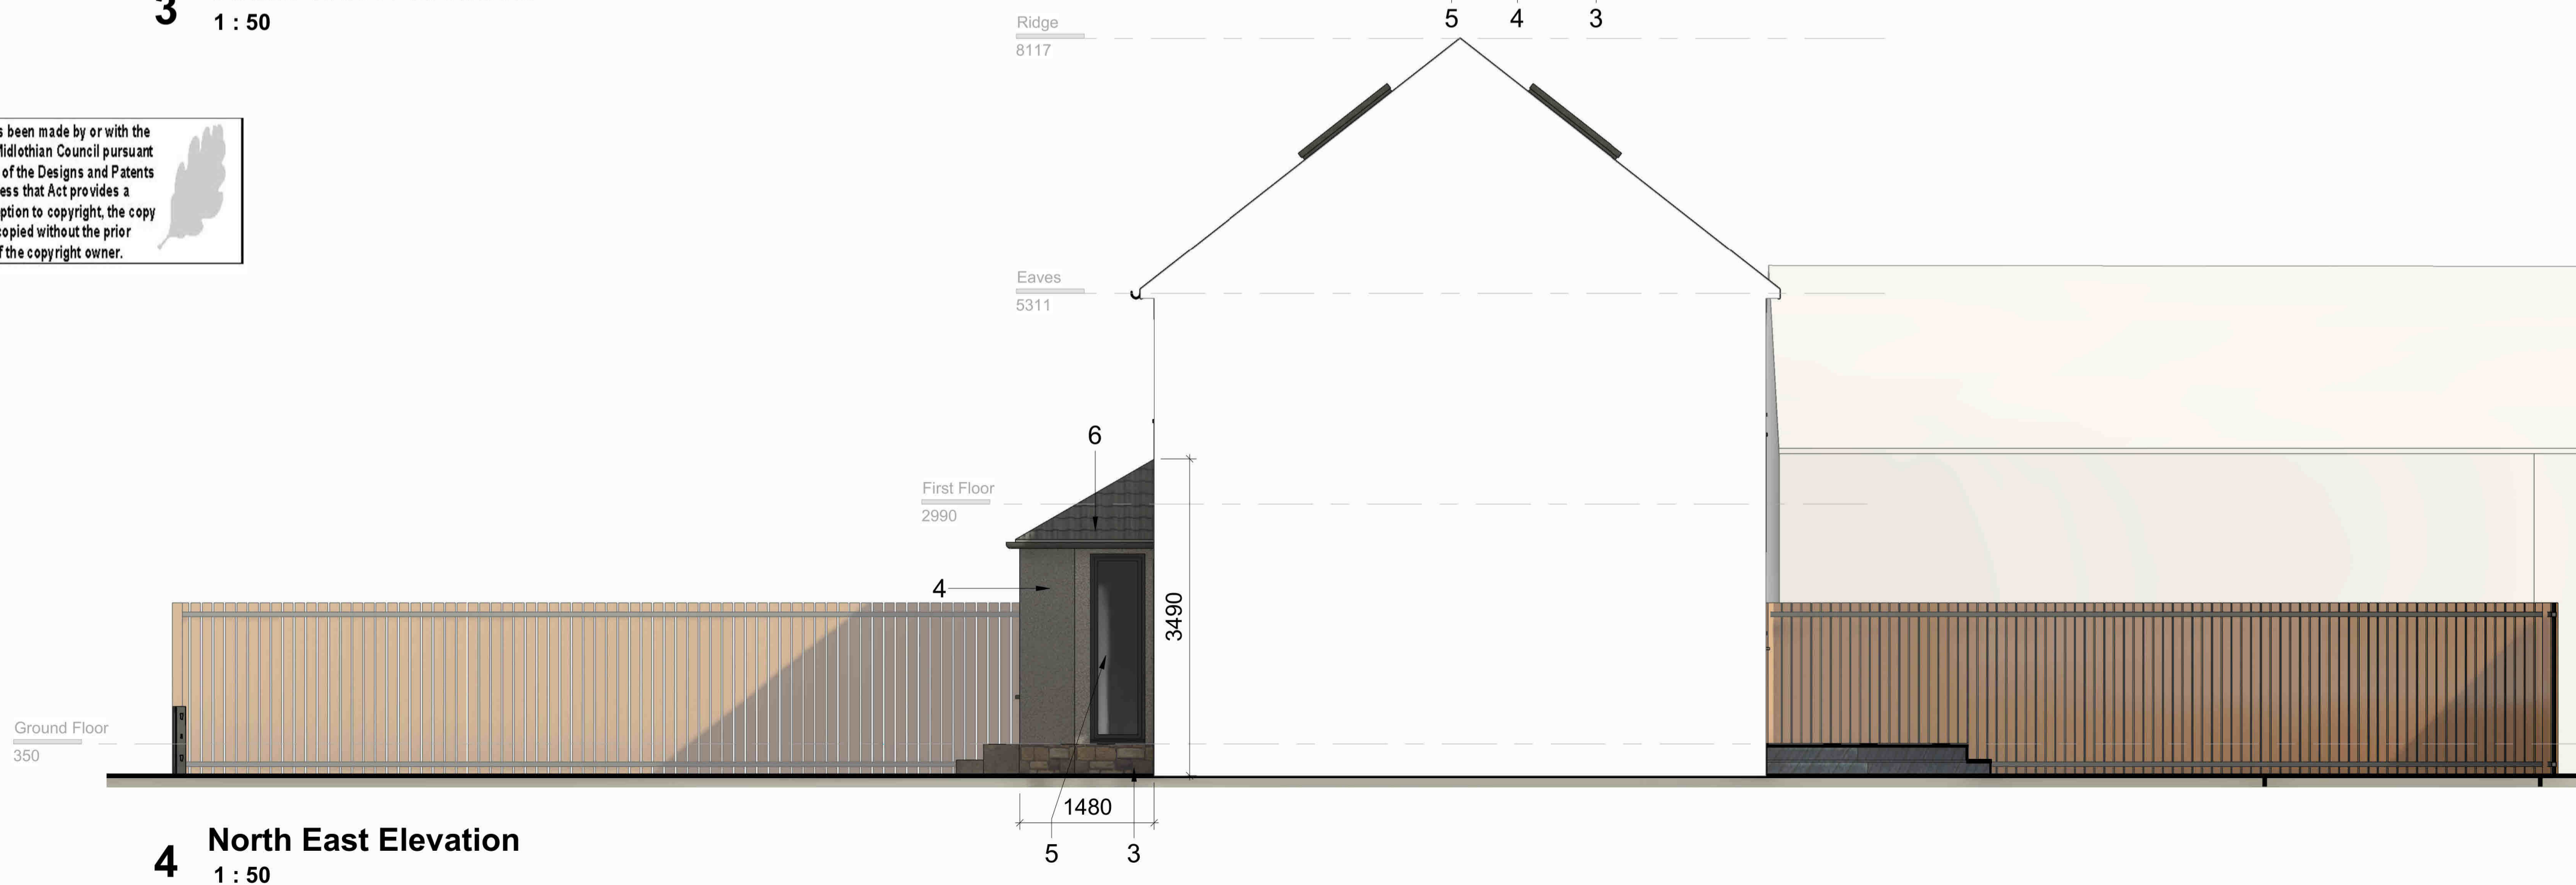 3
1 : 50
Ridge
8117
5 4 3
s been made by or with the
Midlothian Council pursuant
of the Designs and Patents
ess that Act provides a
ption to copyright, the copy
copied without the prior
f the copyright owner.
Eaves
5311
6
First Floor
2990
4
3490
Ground Floor
350
1480
5 3
4 North East Elevation
1 : 50